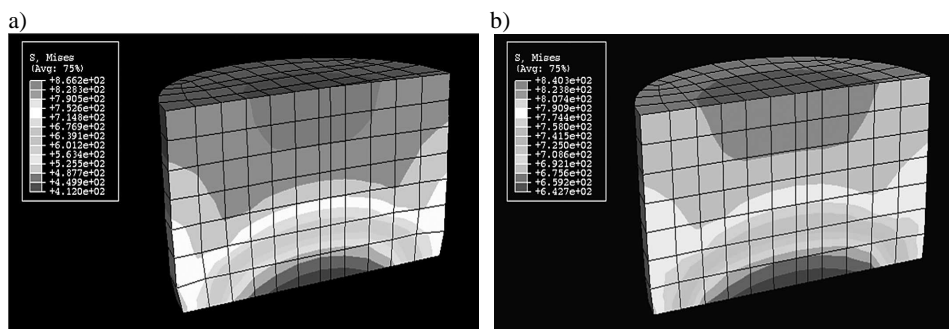 a)
S, Mises
(Avg: 75%)
+8.662e+02
+8.283e+02
+7.905e+02
+7.526e+02
+7.148e+02
+6.769e+02
+6.391e+02
+6.012e+02
+5.634e+02
+5.255e+02
+4.877e+02
+4.499e+02
+4.120e+02
b)
S, Mises
(Avg: 75%)
+8.403e+02
+8.238e+02
+8.074e+02
+7.909e+02
+7.744e+02
+7.580e+02
+7.415e+02
+7.250e+02
+7.086e+02
+6.921e+02
+6.756e+02
+6.592e+02
+6.427e+02